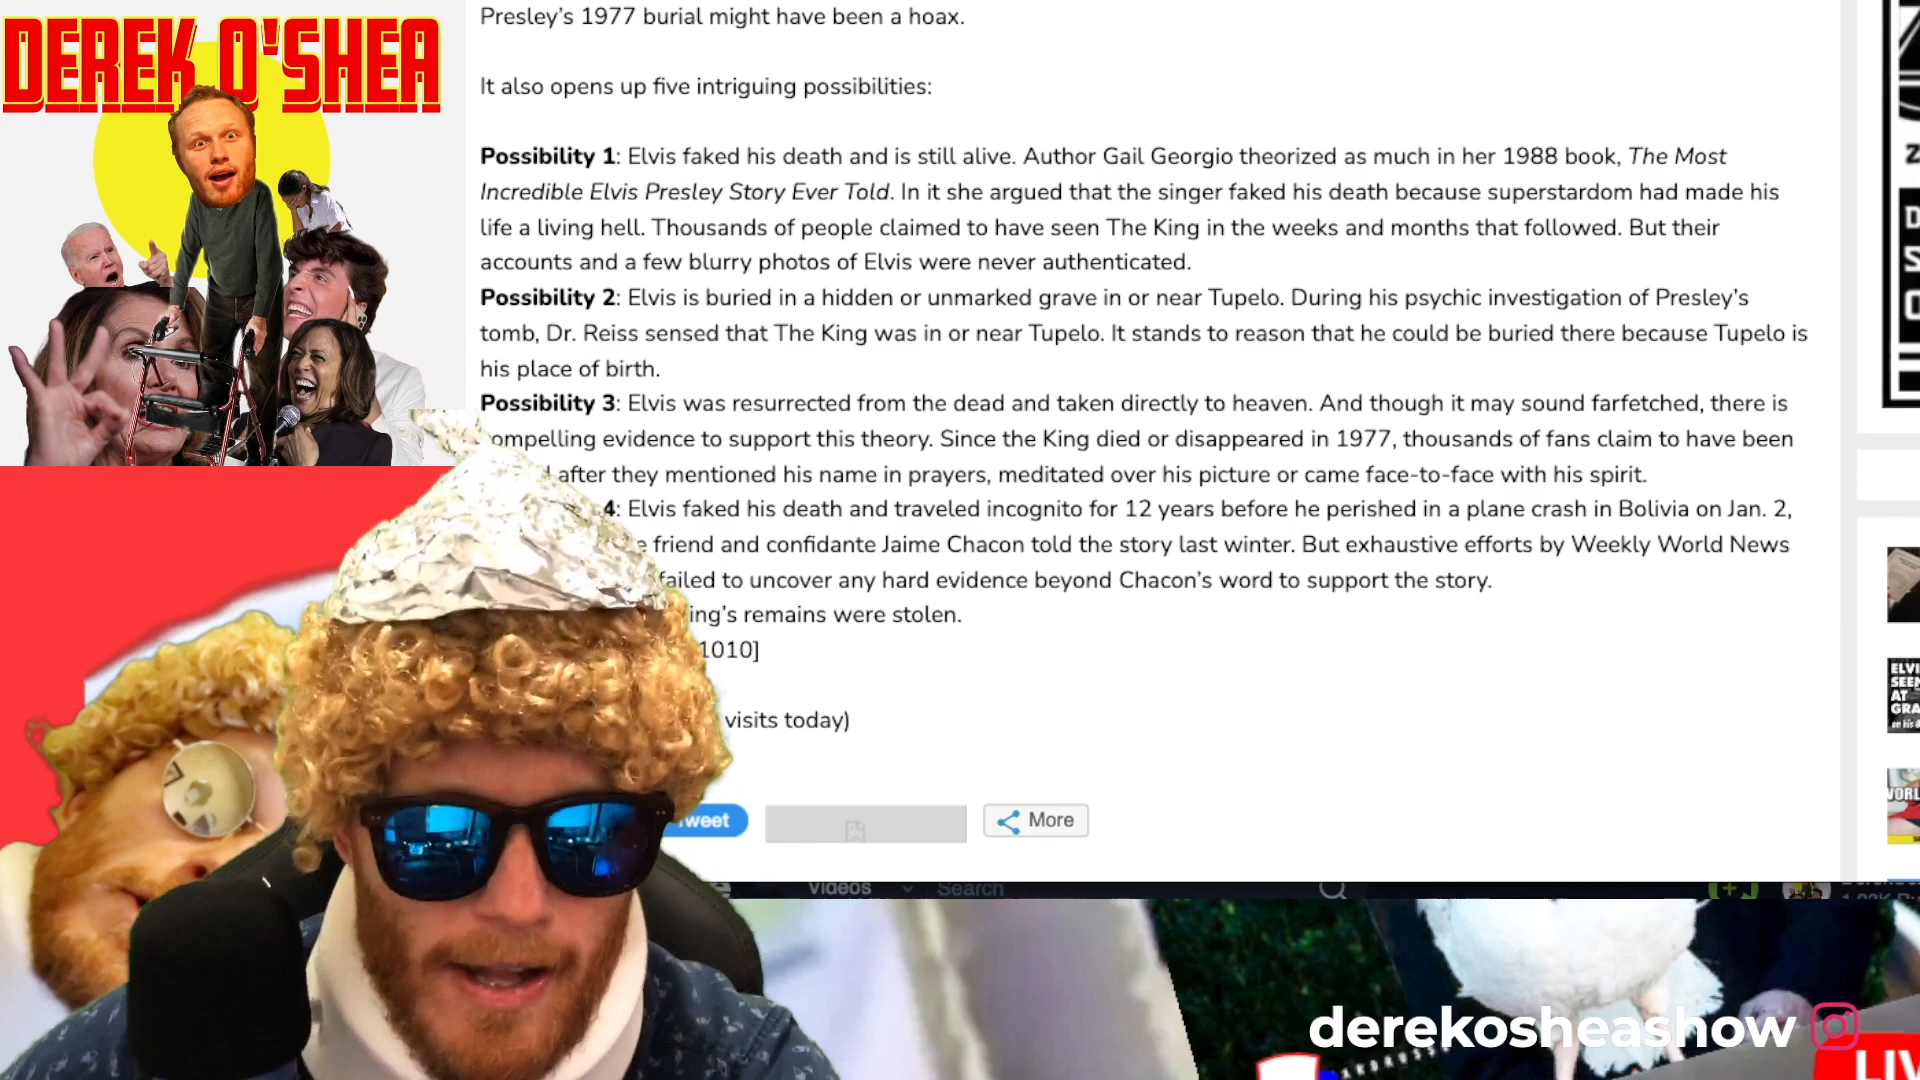 DEREK O'SHEA
Presley's 1977 burial might have been a hoax.
It also opens up five intriguing possibilities:
Possibility 1: Elvis faked his death and is still alive. Author Gail Georgio theorized as much in her 1988 book, The Most
Incredible Elvis Presley Story Ever Told. In it she argued that the singer faked his death because superstardom had made his
life a living hell. Thousands of people claimed to have seen The King in the weeks and months that followed. But their
accounts and a few blurry photos of Elvis were never authenticated.
Possibility 2: Elvis is buried in a hidden or unmarked grave in or near Tupelo. During his psychic investigation of Presley's
tomb, Dr. Reiss sensed that The King was in or near Tupelo. It stands to reason that he could be buried there because Tupelo is
his place of birth.
Possibility 3: Elvis was resurrected from the dead and taken directly to heaven. And though it may sound farfetched, there is
ompelling evidence to support this theory. Since the King died or disappeared in 1977, thousands of fans claim to have been
after they mentioned his name in prayers, meditated over his picture or came face-to-face with his spirit.
4: Elvis faked his death and traveled incognito for 12 years before he perished in a plane crash in Bolivia on Jan. 2,
friend and confidante Jaime Chacon told the story last winter. But exhaustive efforts by Weekly World News
failed to uncover any hard evidence beyond Chacon's word to support the story.
ing's remains were stolen.
1010]
visits today)
Tweet
More
Videos
Search
ELVI
SEEN
AT
GRA
WORL
derekosheashow
LIV